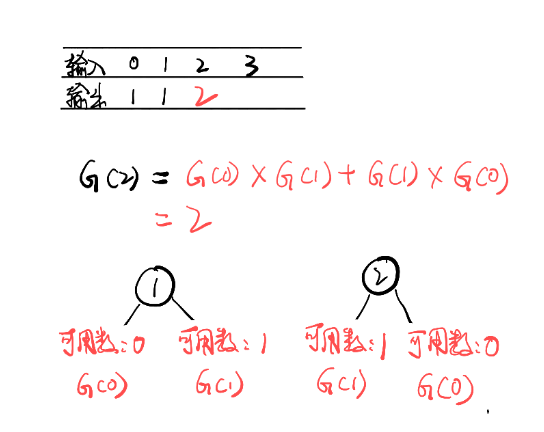 输入 0 1 2 3
输出 1 1 2
G(2) = G(0) × G(1) + G(1) × G(0)
= 2
1 2
可用数:0 可用数:1 可用数:1 可用数:0
G(0) G(1) G(1) G(0)